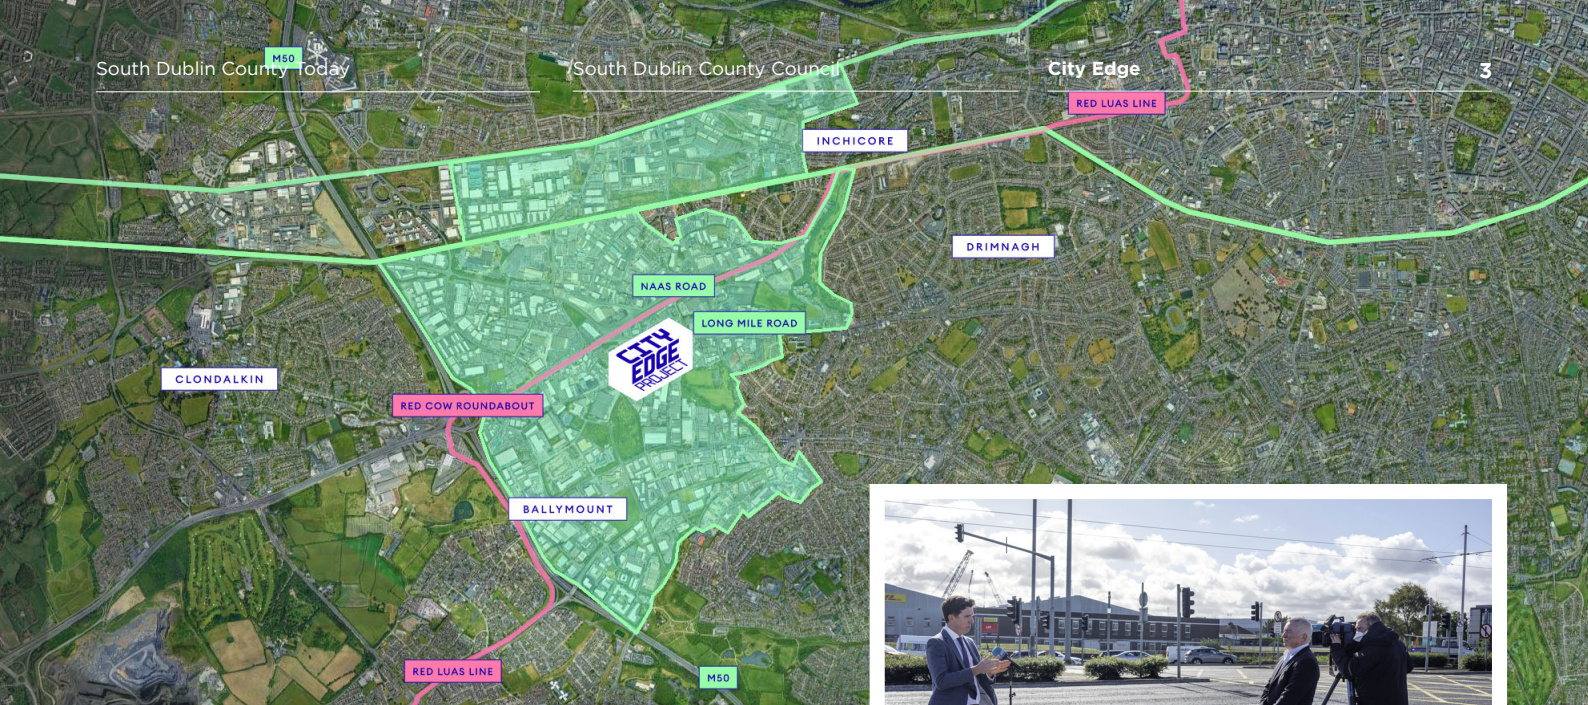 M50
South Dublin County Today
/South Dublin County Council
City Edge
3
RED LUAS LINE
INCHICORE
DRIMNAGH
NAAS ROAD
LONG MILE ROAD
CITY
EDGE
PROJECT
CLONDALKIN
RED COW ROUNDABOUT
BALLYMOUNT
RED LUAS LINE
M50